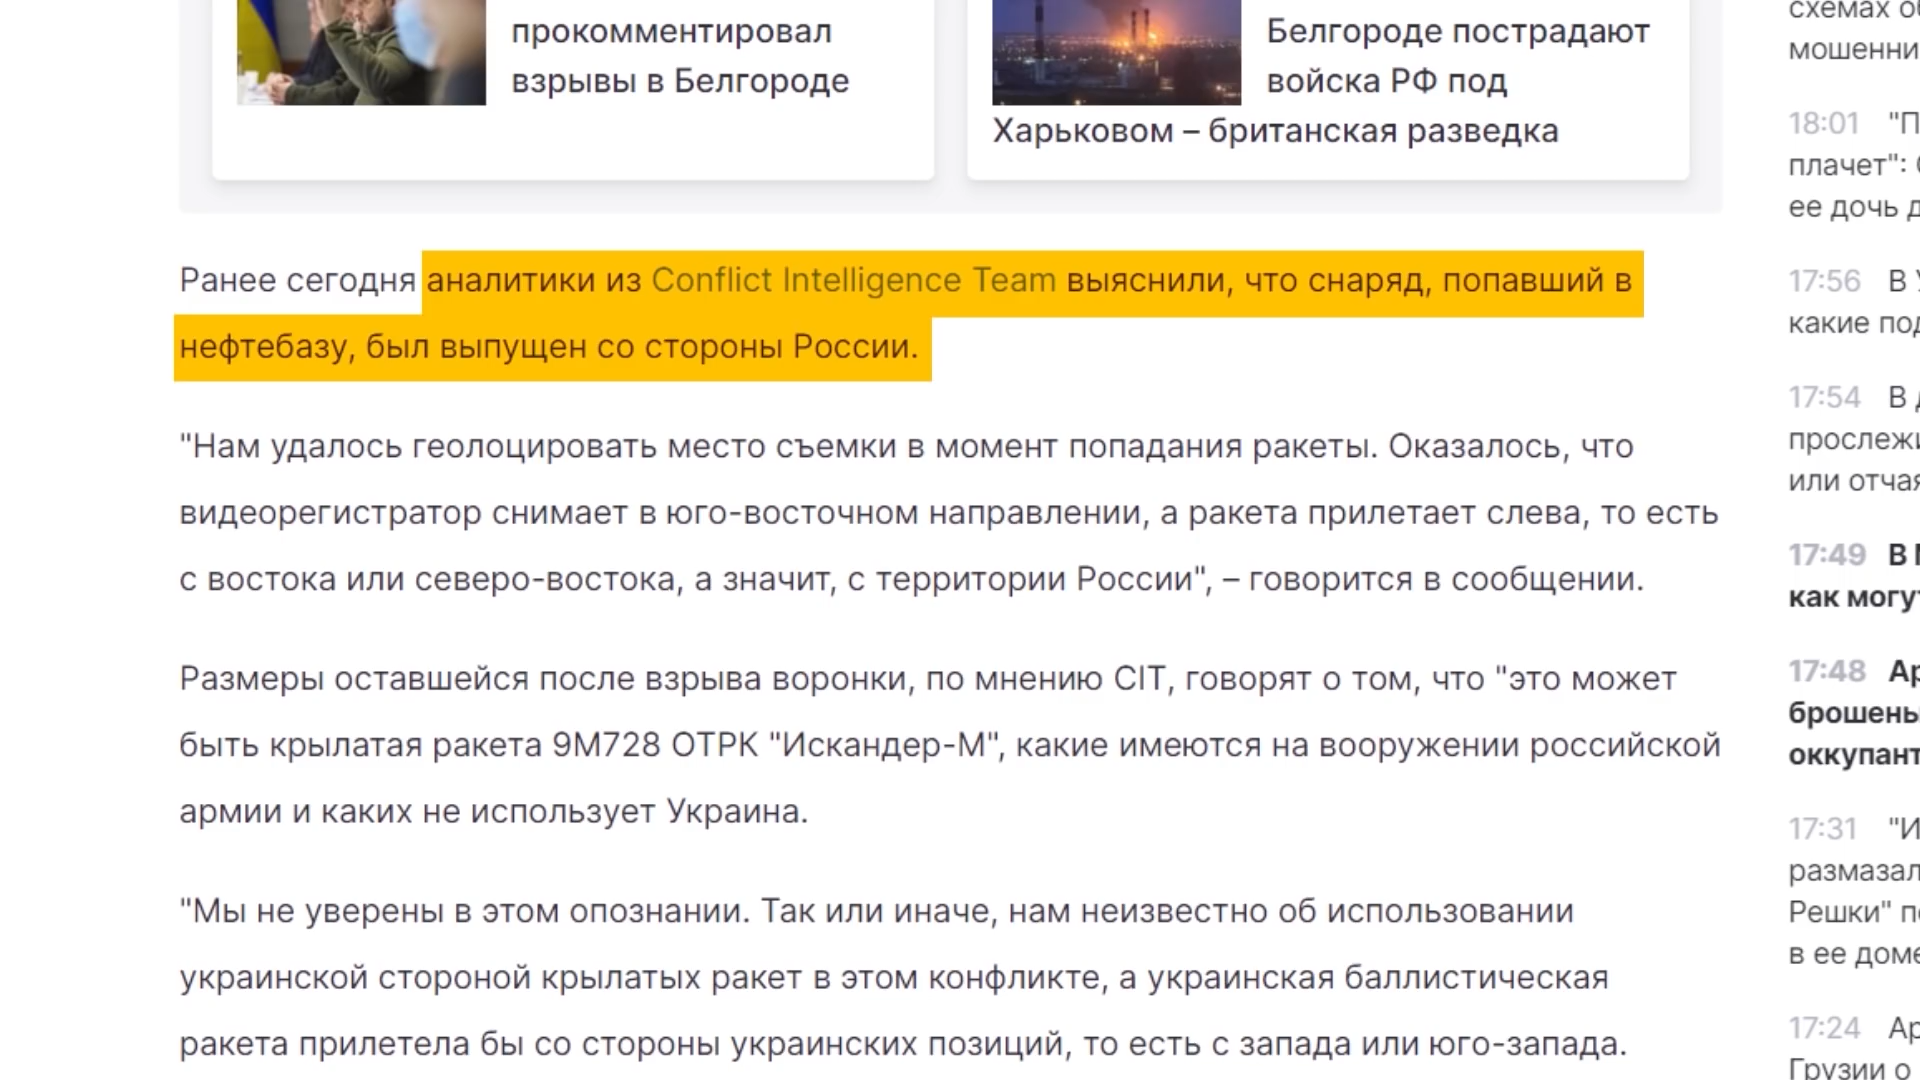 прокомментировал
взрывы в Белгороде
Белгороде пострадают
войска РФ под
Харьковом – британская разведка
Ранее сегодня аналитики из Conflict Intelligence Team выяснили, что снаряд, попавший в
нефтебазу, был выпущен со стороны России.
"Нам удалось геолоцировать место съемки в момент попадания ракеты. Оказалось, что
видеорегистратор снимает в юго-восточном направлении, а ракета прилетает слева, то есть
с востока или северо-востока, а значит, с территории России", – говорится в сообщении.
Размеры оставшейся после взрыва воронки, по мнению CIT, говорят о том, что "это может
быть крылатая ракета 9М728 ОТРК "Искандер-М", какие имеются на вооружении российской
армии и каких не использует Украина.
"Мы не уверены в этом опознании. Так или иначе, нам неизвестно об использовании
украинской стороной крылатых ракет в этом конфликте, а украинская баллистическая
ракета прилетела бы со стороны украинских позиций, то есть с запада или юго-запада.
схемах
18:01
плачет":
ее дочь
17:56 В
какие
17:54 В
или
17:49 В
как
17:48
17:31
Решки"
в ее
17:24
Грузии о